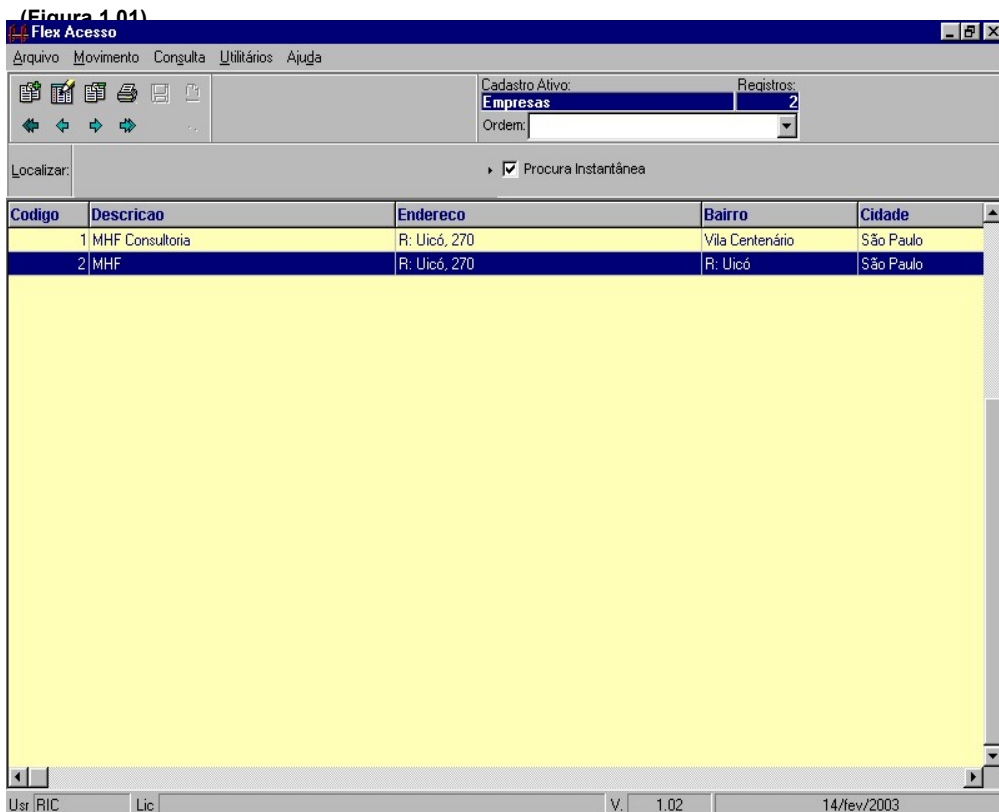 (Figura 1.01)
Flex Acesso
Arquivo Movimento Consulta Utilitários Ajuda
Cadastro Ativo: Registros:
Empresas 2
Ordem:
Localizar: Procura Instantânea
Codigo Descricao Endereco Bairro Cidade
1 MHF Consultoria R: Uicó, 270 Vila Centenário São Paulo
2 MHF R: Uicó, 270 R: Uicó São Paulo
Usr RIC Lic V. 1.02 14/fev/2003